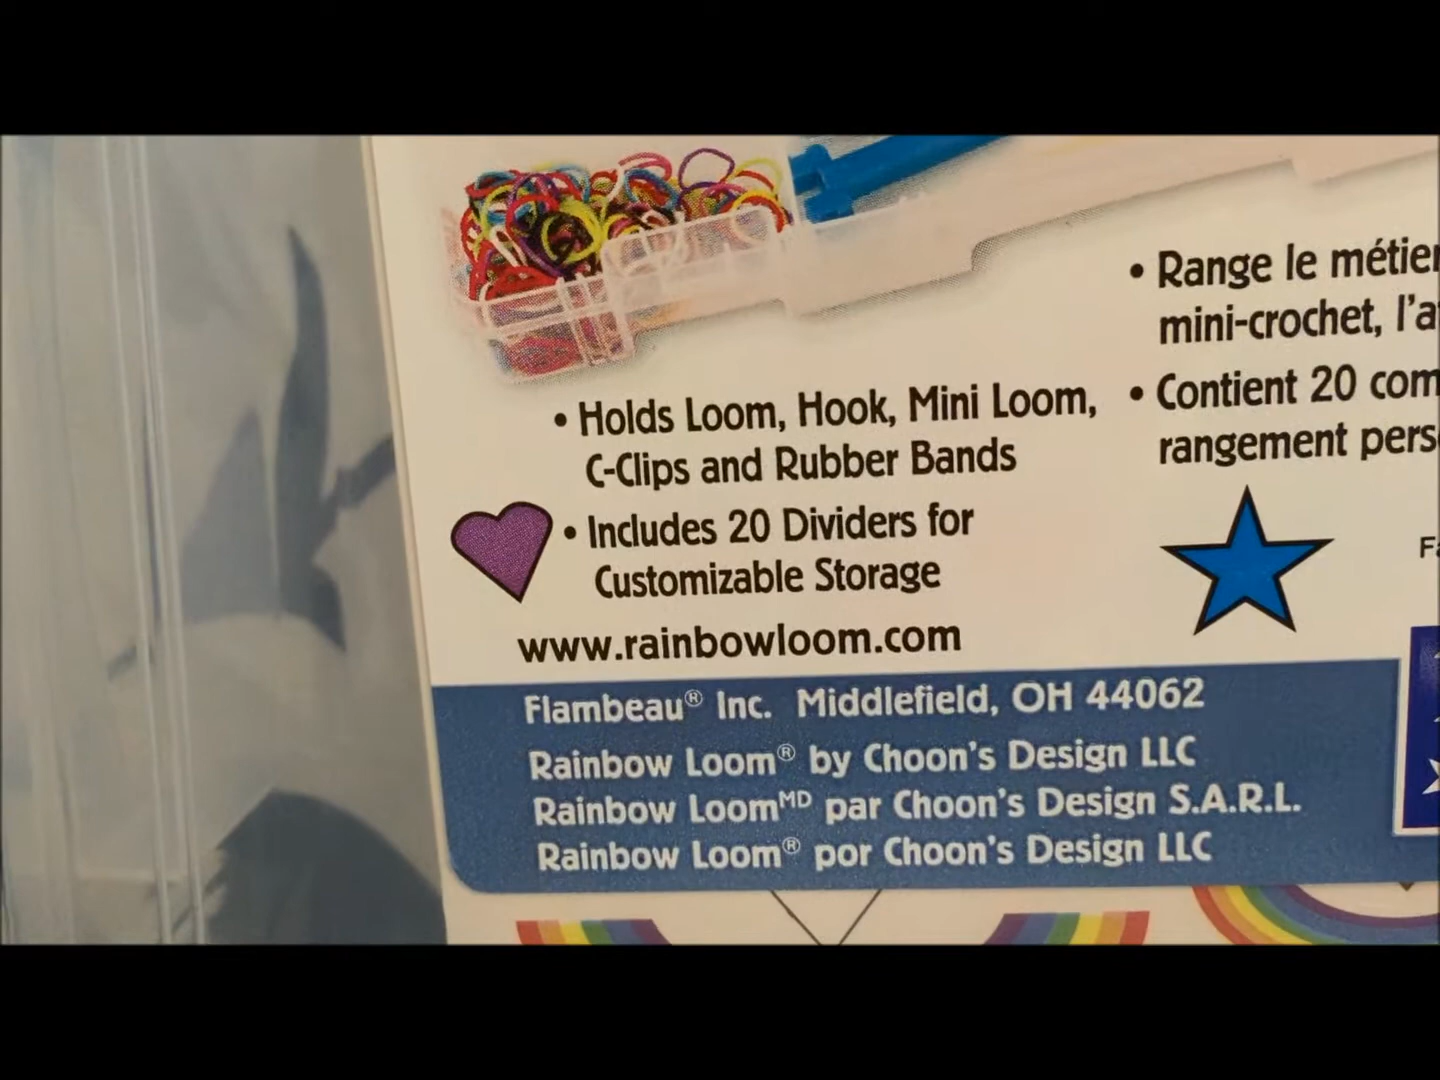 • Holds Loom, Hook, Mini Loom,
C-Clips and Rubber Bands
• Includes 20 Dividers for
Customizable Storage
www.rainbowloom.com
• Range le métier
mini-crochet, l'a
• Contient 20 com
rangement pers
Flambeau® Inc. Middlefield, OH 44062
Rainbow Loom® by Choon's Design LLC
Rainbow Loom^MD par Choon's Design S.A.R.L.
Rainbow Loom® por Choon's Design LLC